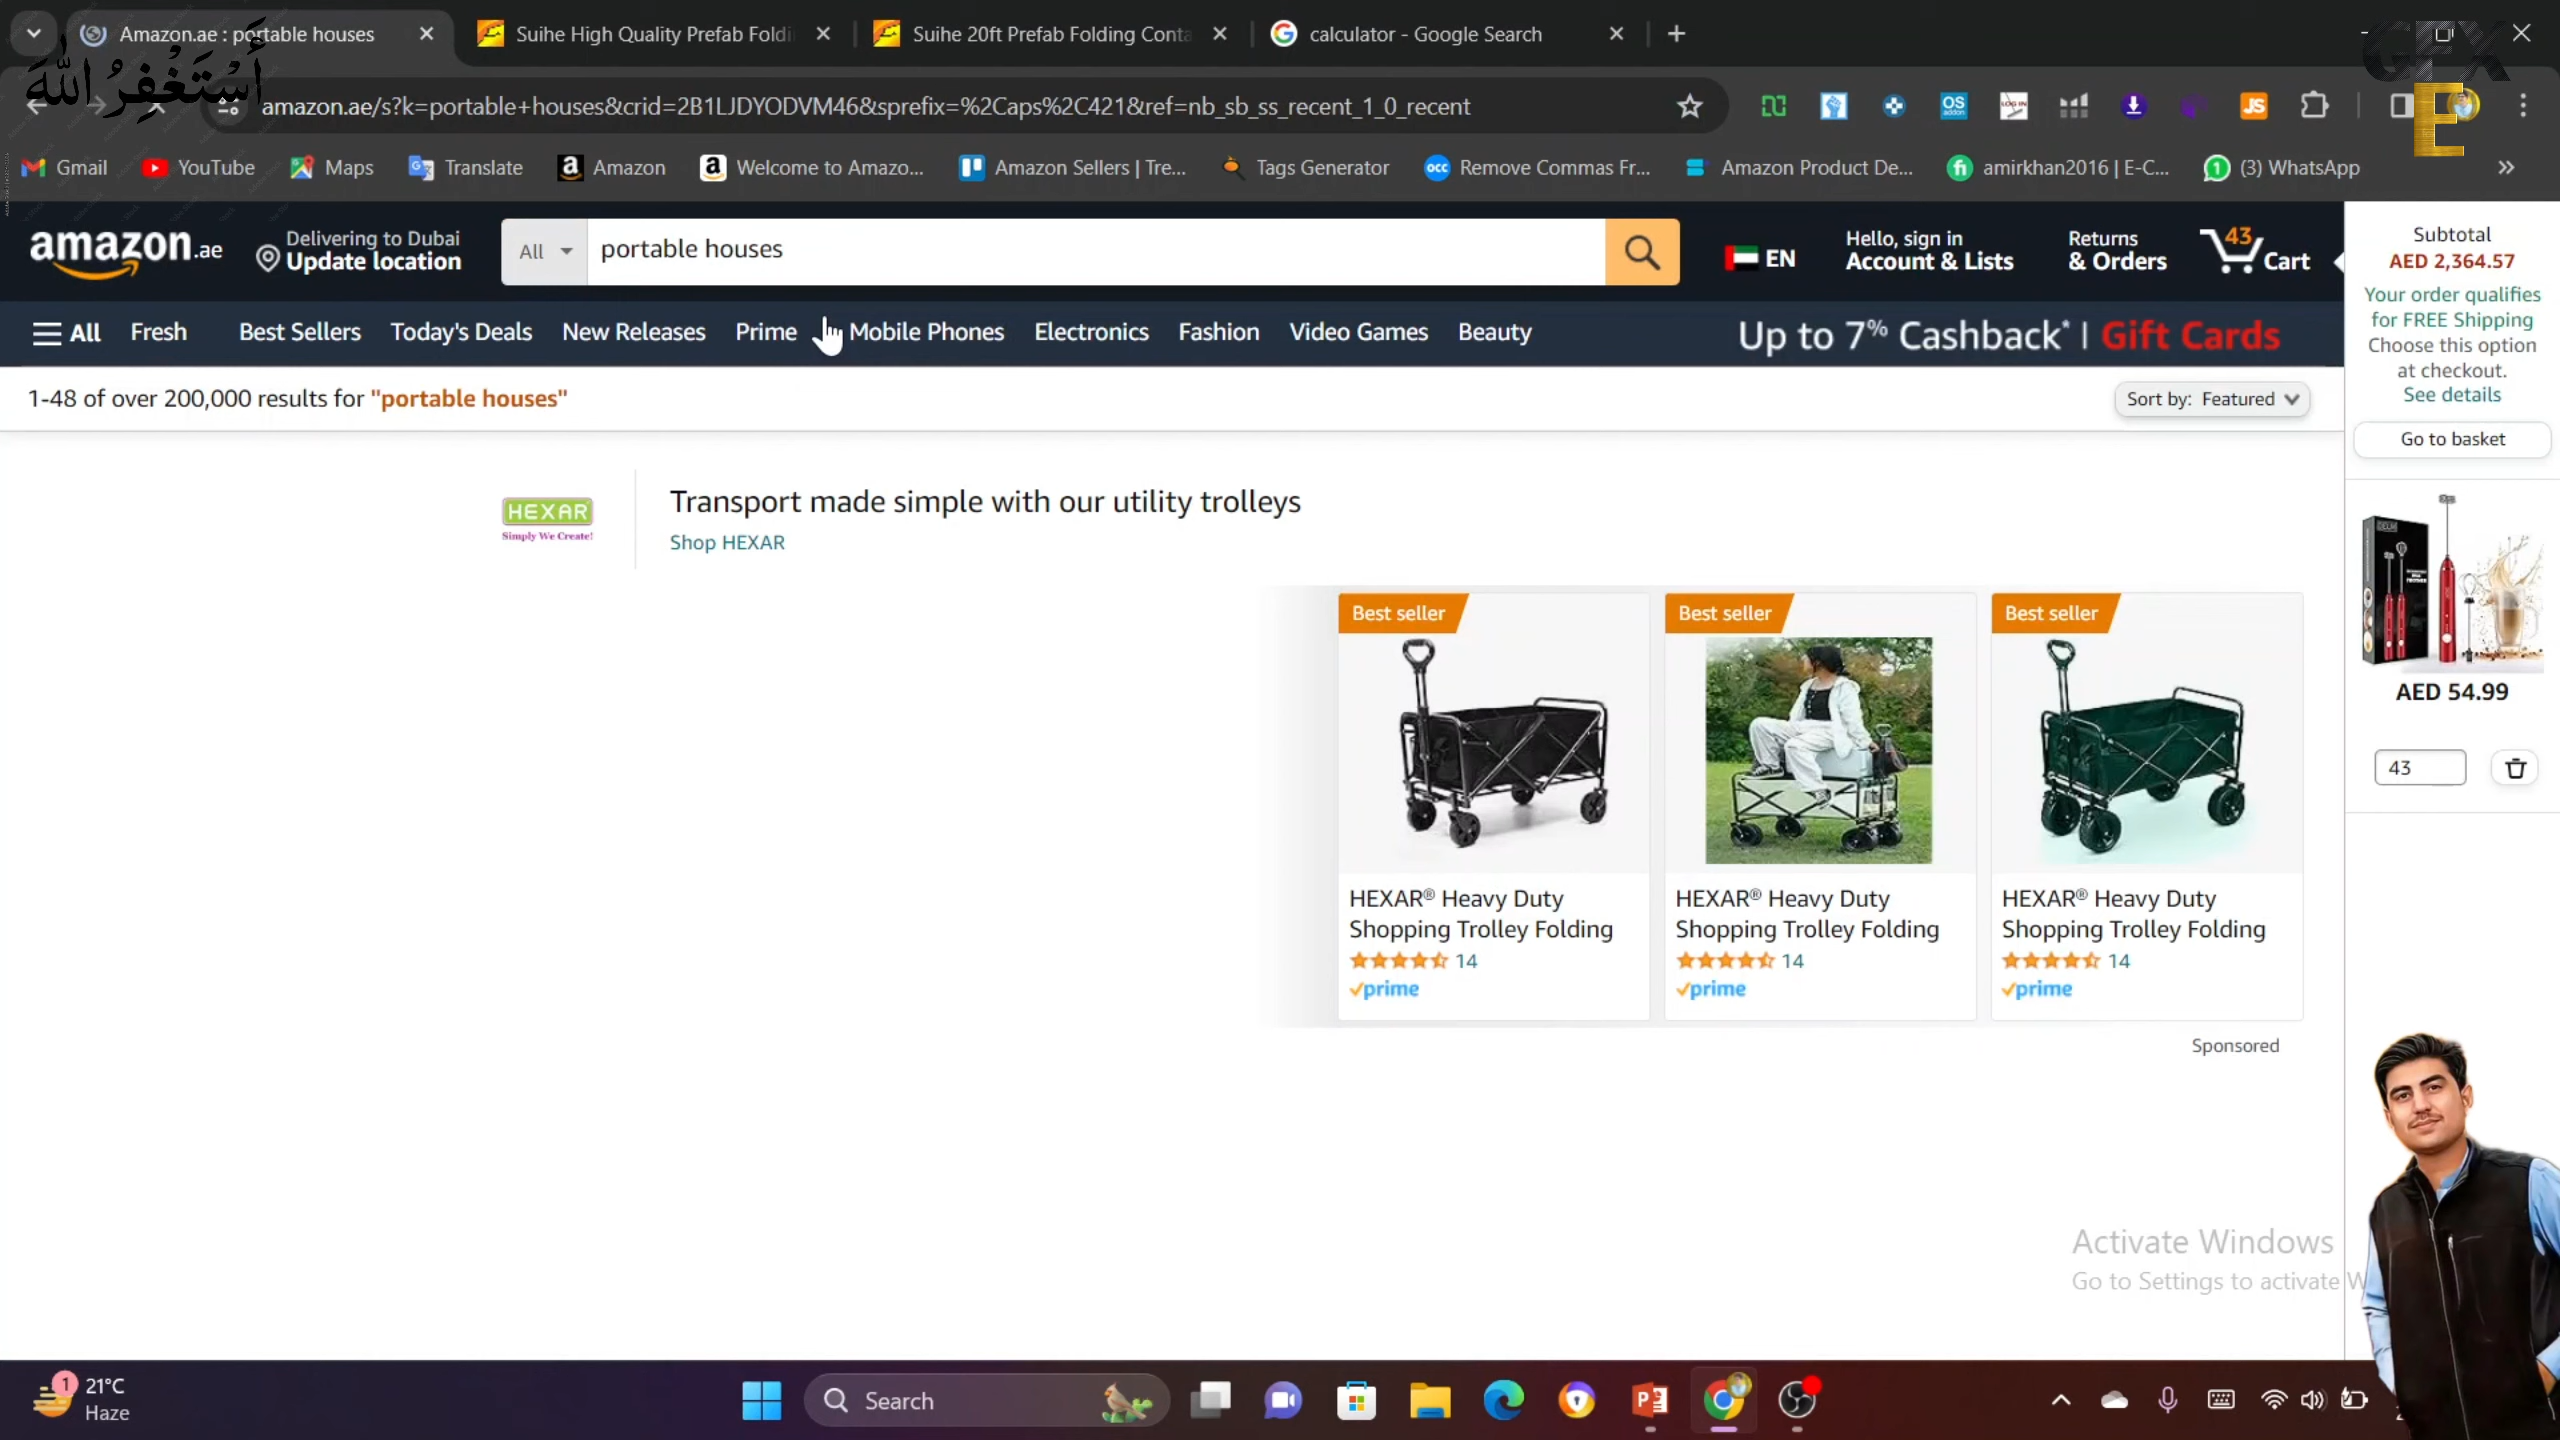 Amazon.ae : portable houses
Suihe High Quality Prefab Foldi
Suihe 20ft Prefab Folding Conta
calculator - Google Search
GFX
E
أَسْتَغْفِرُ اللّٰهَ
amazon.ae/s?k=portable+houses&crid=2B1LJDYODVM46&sprefix=%2Caps%2C421&ref=nb_sb_ss_recent_1_0_recent
Gmail
YouTube
Maps
Translate
Amazon
Welcome to Amazo...
Amazon Sellers | Tre...
Tags Generator
Remove Commas Fr...
Amazon Product De...
amirkhan2016 | E-C...
(3) WhatsApp
amazon.ae
Delivering to Dubai
Update location
All
portable houses
EN
Hello, sign in
Account & Lists
Returns
& Orders
43
Cart
All
Fresh
Best Sellers
Today's Deals
New Releases
Prime
Mobile Phones
Electronics
Fashion
Video Games
Beauty
Up to 7% Cashback* | Gift Cards
Subtotal
AED 2,364.57
Your order qualifies
for FREE Shipping
Choose this option
at checkout.
See details
Go to basket
1-48 of over 200,000 results for "portable houses"
Sort by: Featured
HEXAR
Simply We Create!
Transport made simple with our utility trolleys
Shop HEXAR
Best seller
HEXAR® Heavy Duty
Shopping Trolley Folding
14
prime
Best seller
HEXAR® Heavy Duty
Shopping Trolley Folding
14
prime
Best seller
HEXAR® Heavy Duty
Shopping Trolley Folding
14
prime
Sponsored
AED 54.99
43
Activate Windows
Go to Settings to activate W
1
21°C
Haze
Search